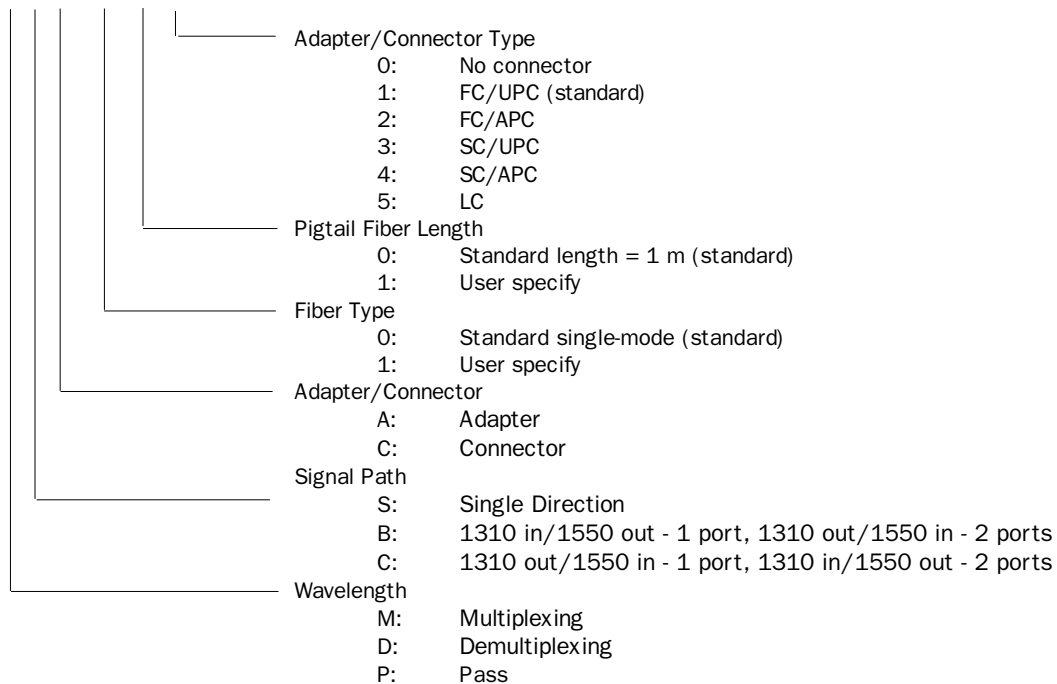 Adapter/Connector Type
0: No connector
1: FC/UPC (standard)
2: FC/APC
3: SC/UPC
4: SC/APC
5: LC
Pigtail Fiber Length
0: Standard length = 1 m (standard)
1: User specify
Fiber Type
0: Standard single-mode (standard)
1: User specify
Adapter/Connector
A: Adapter
C: Connector
Signal Path
S: Single Direction
B: 1310 in/1550 out - 1 port, 1310 out/1550 in - 2 ports
C: 1310 out/1550 in - 1 port, 1310 in/1550 out - 2 ports
Wavelength
M: Multiplexing
D: Demultiplexing
P: Pass